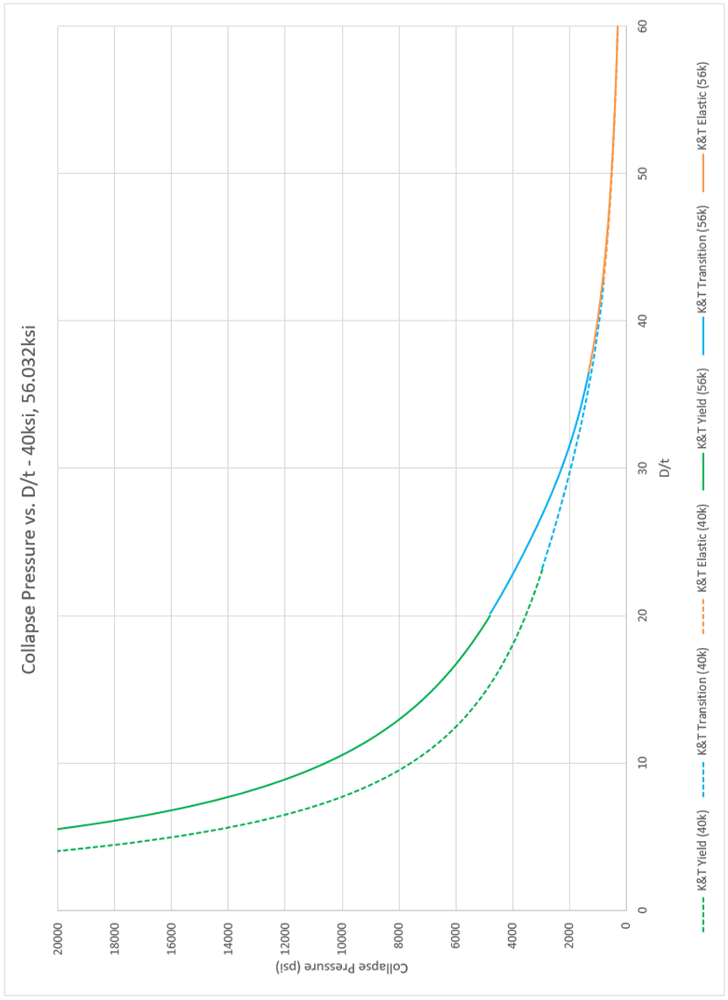 Collapse Pressure vs. D/t - 40ksi, 56.032ksi
Collapse Pressure (psi)
20000
18000
16000
14000
12000
10000
8000
6000
4000
2000
0
0
10
20
30
40
50
60
D/t
K&T Yield (40k)
K&T Transition (40k)
K&T Elastic (40k)
K&T Yield (56k)
K&T Transition (56k)
K&T Elastic (56k)